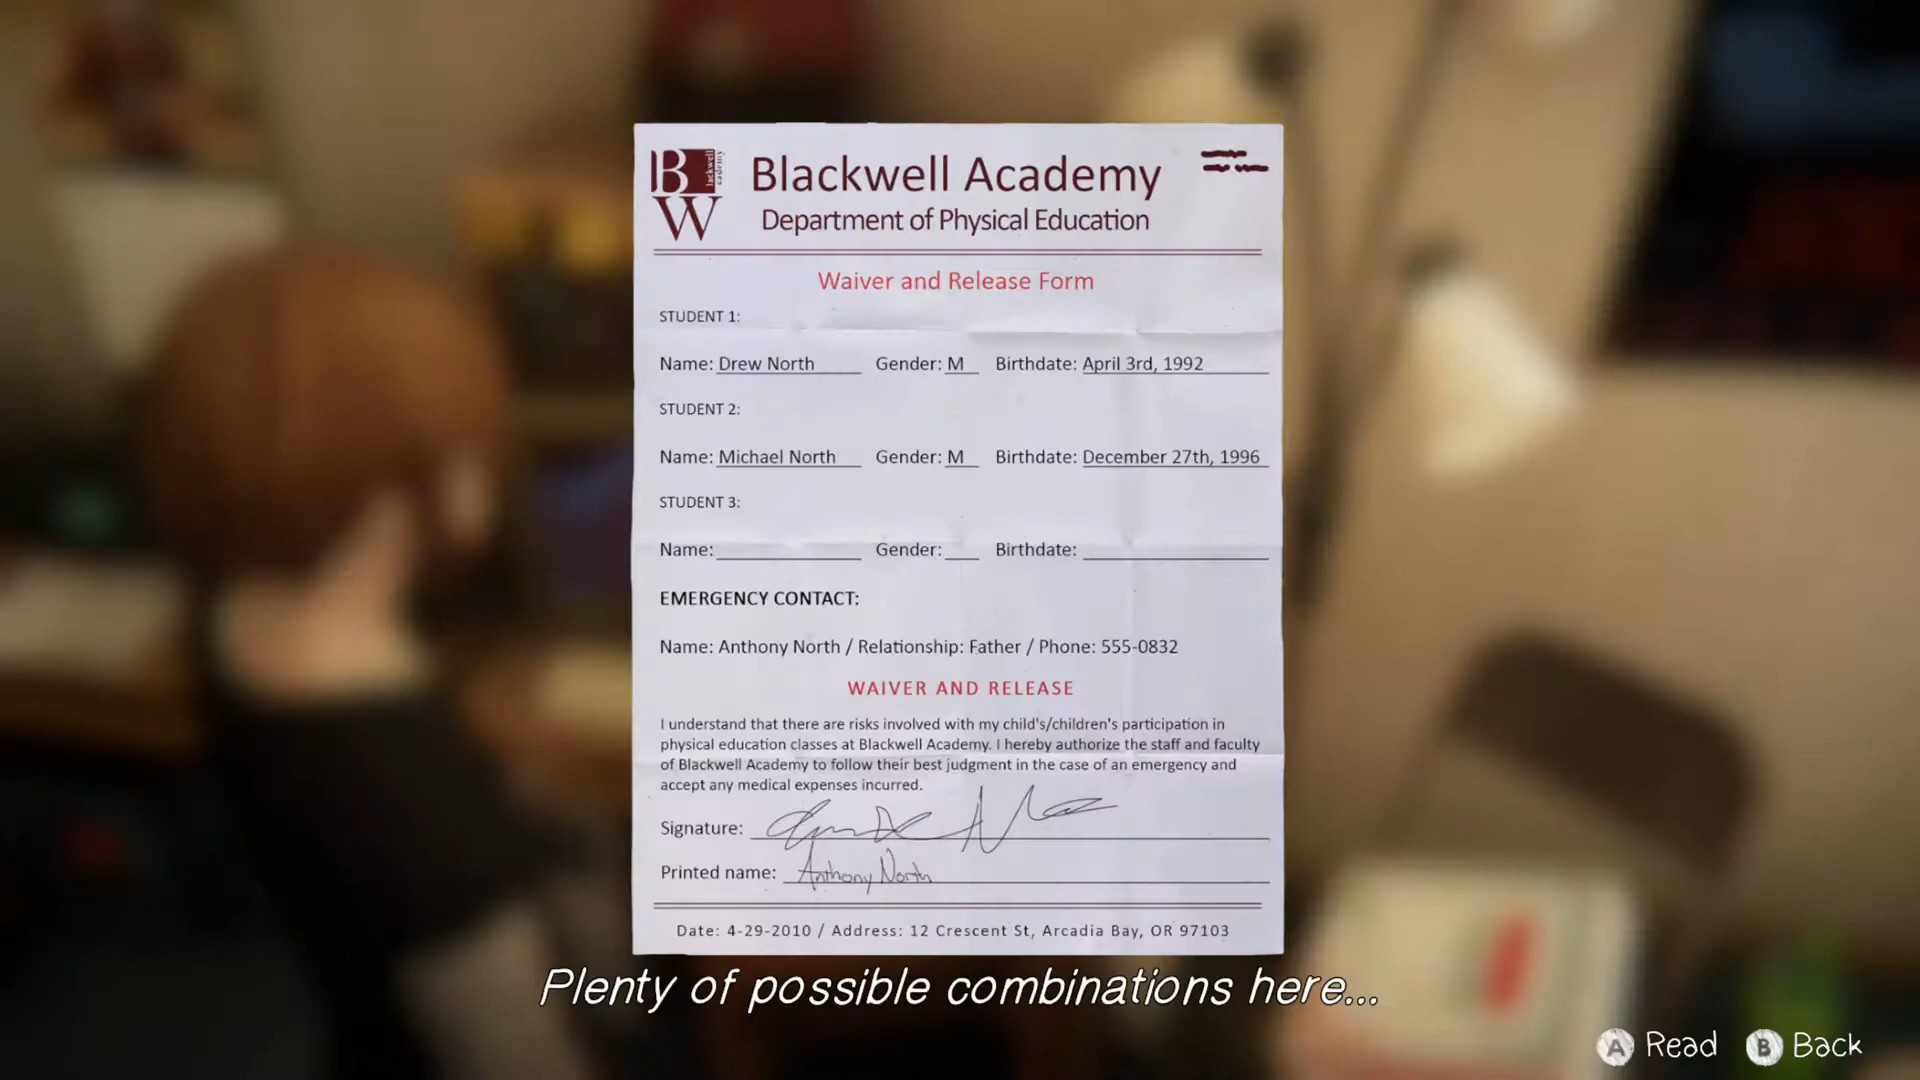 BW
Blackwell Academy
Department of Physical Education
Waiver and Release Form
STUDENT 1:
Name: Drew North Gender: M Birthdate: April 3rd, 1992
STUDENT 2:
Name: Michael North Gender: M Birthdate: December 27th, 1996
STUDENT 3:
Name: Gender: Birthdate:
EMERGENCY CONTACT:
Name: Anthony North / Relationship: Father / Phone: 555-0832
WAIVER AND RELEASE
I understand that there are risks involved with my child's/children's participation in
physical education classes at Blackwell Academy. I hereby authorize the staff and faculty
of Blackwell Academy to follow their best judgment in the case of an emergency and
accept any medical expenses incurred.
Signature:
Printed name: Anthony North
Date: 4-29-2010 / Address: 12 Crescent St, Arcadia Bay, OR 97103
Plenty of possible combinations here...
A Read B Back